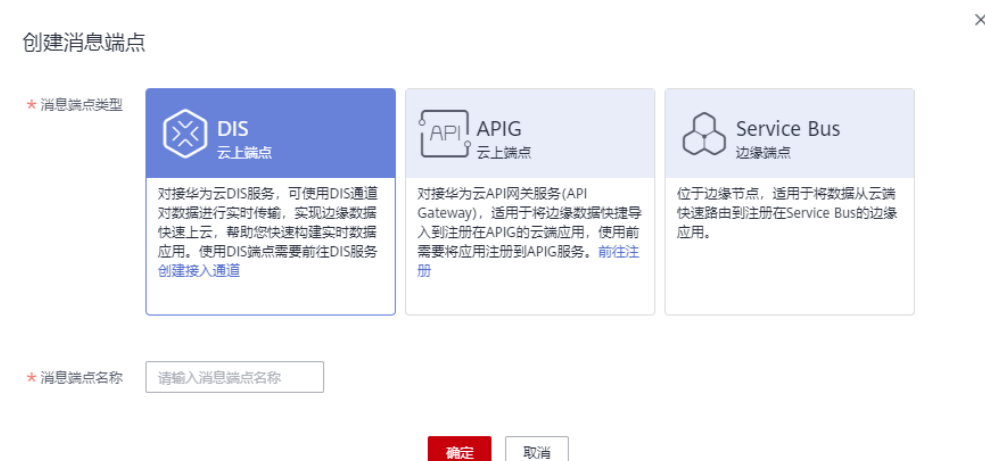 创建消息端点
×
* 消息端点类型
DIS
云上端点
对接华为云DIS服务，可使用DIS通道
对数据进行实时传输，实现边缘数据
快速上云，帮助您快速构建实时数据
应用。使用DIS端点需要前往DIS服务
创建接入通道
API
APIG
云上端点
对接华为云API网关服务(API
Gateway)，适用于将边缘数据快捷导
入到注册在APIG的云端应用，使用前
需要将应用注册到APIG服务。前往注
册
Service Bus
边缘端点
位于边缘节点，适用于将数据从云端
快速路由到注册在Service Bus的边缘
应用。
* 消息端点名称
请输入消息端点名称
确定
取消